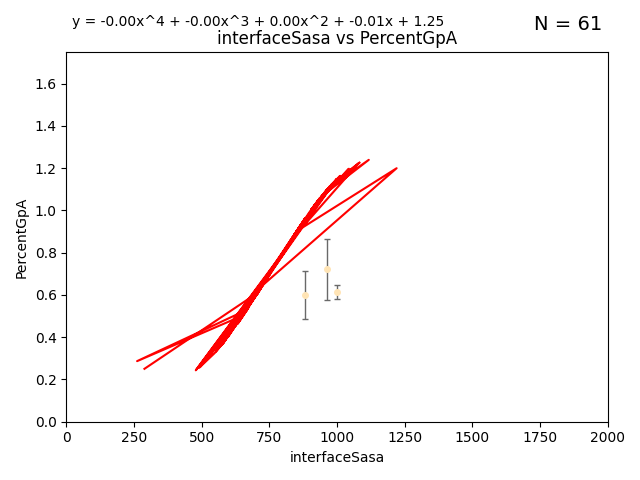 y = -0.00x^4 + -0.00x^3 + 0.00x^2 + -0.01x + 1.25
N = 61
interfaceSasa vs PercentGpA
PercentGpA
1.6
1.4
1.2
1.0
0.8
0.6
0.4
0.2
0.0
0 250 500 750 1000 1250 1500 1750 2000
interfaceSasa